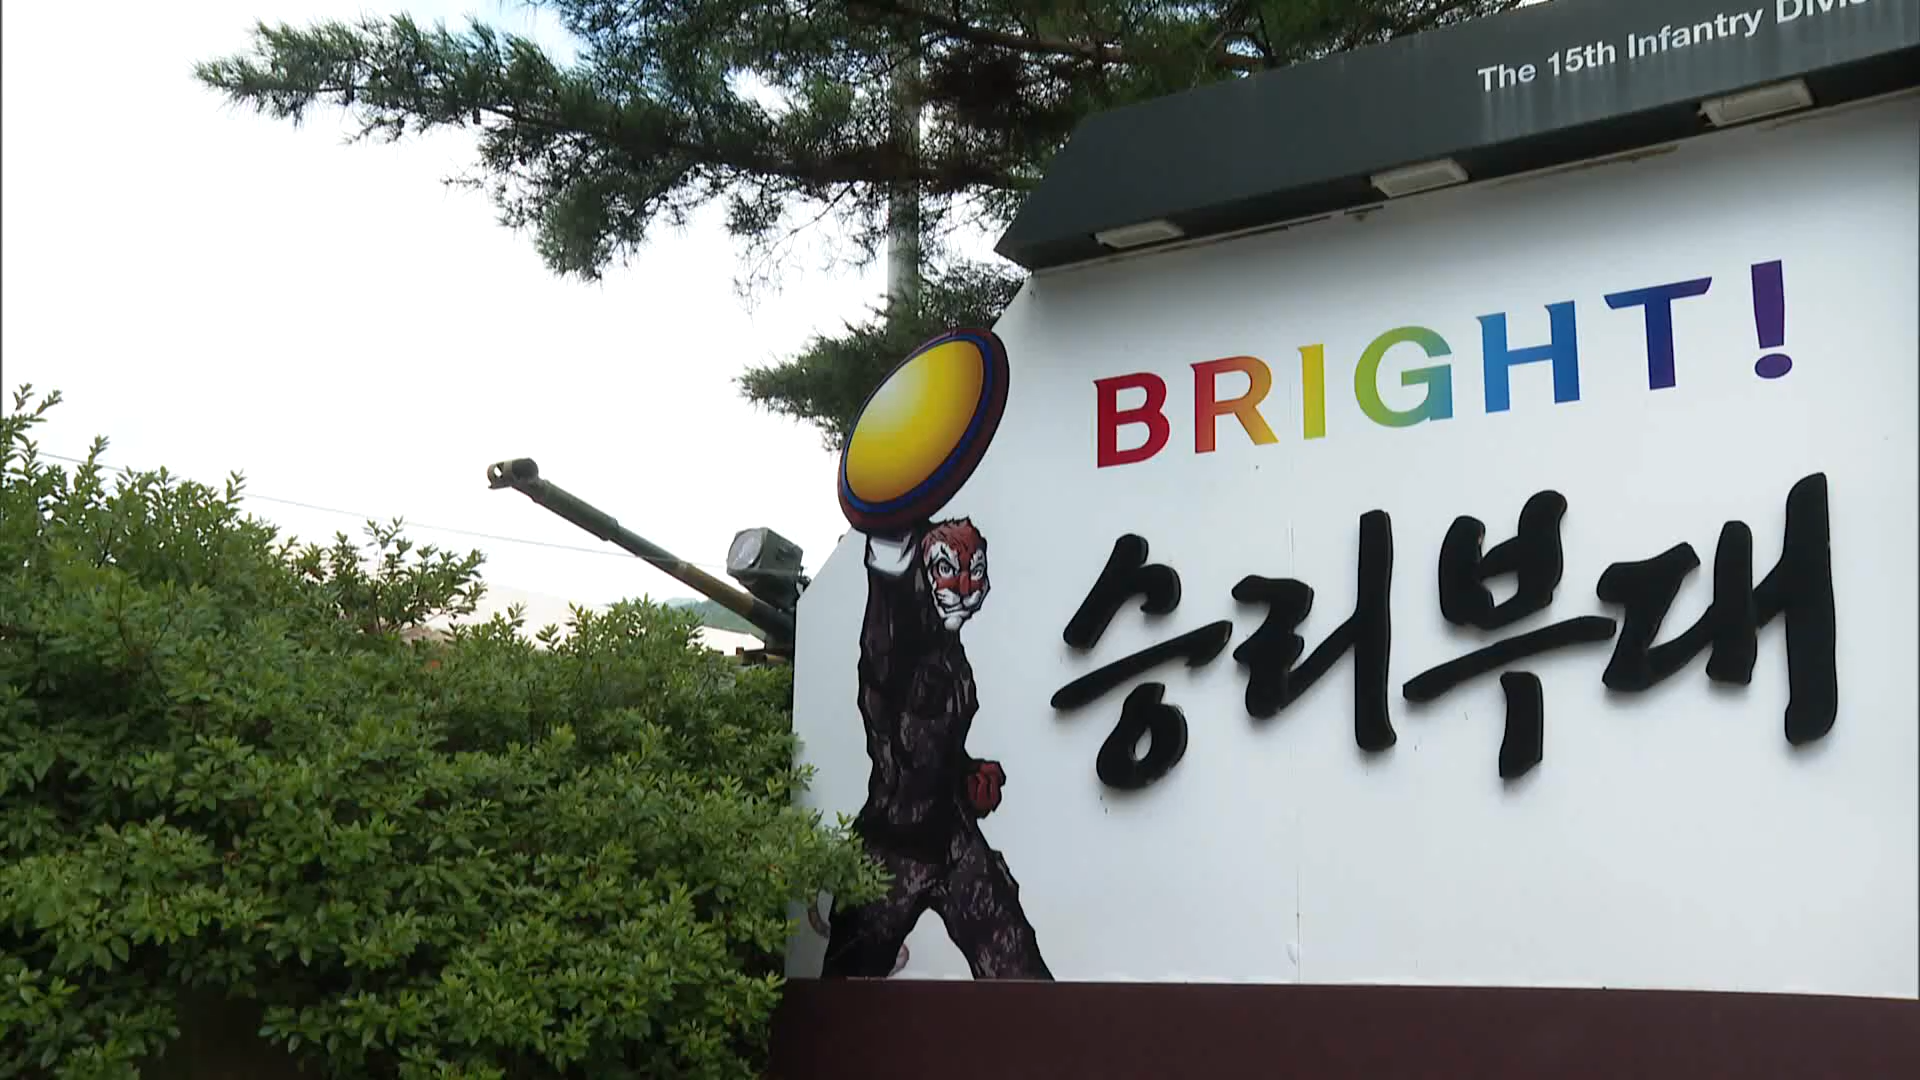 The 15th Infantry
BRIGHT!
승리부대